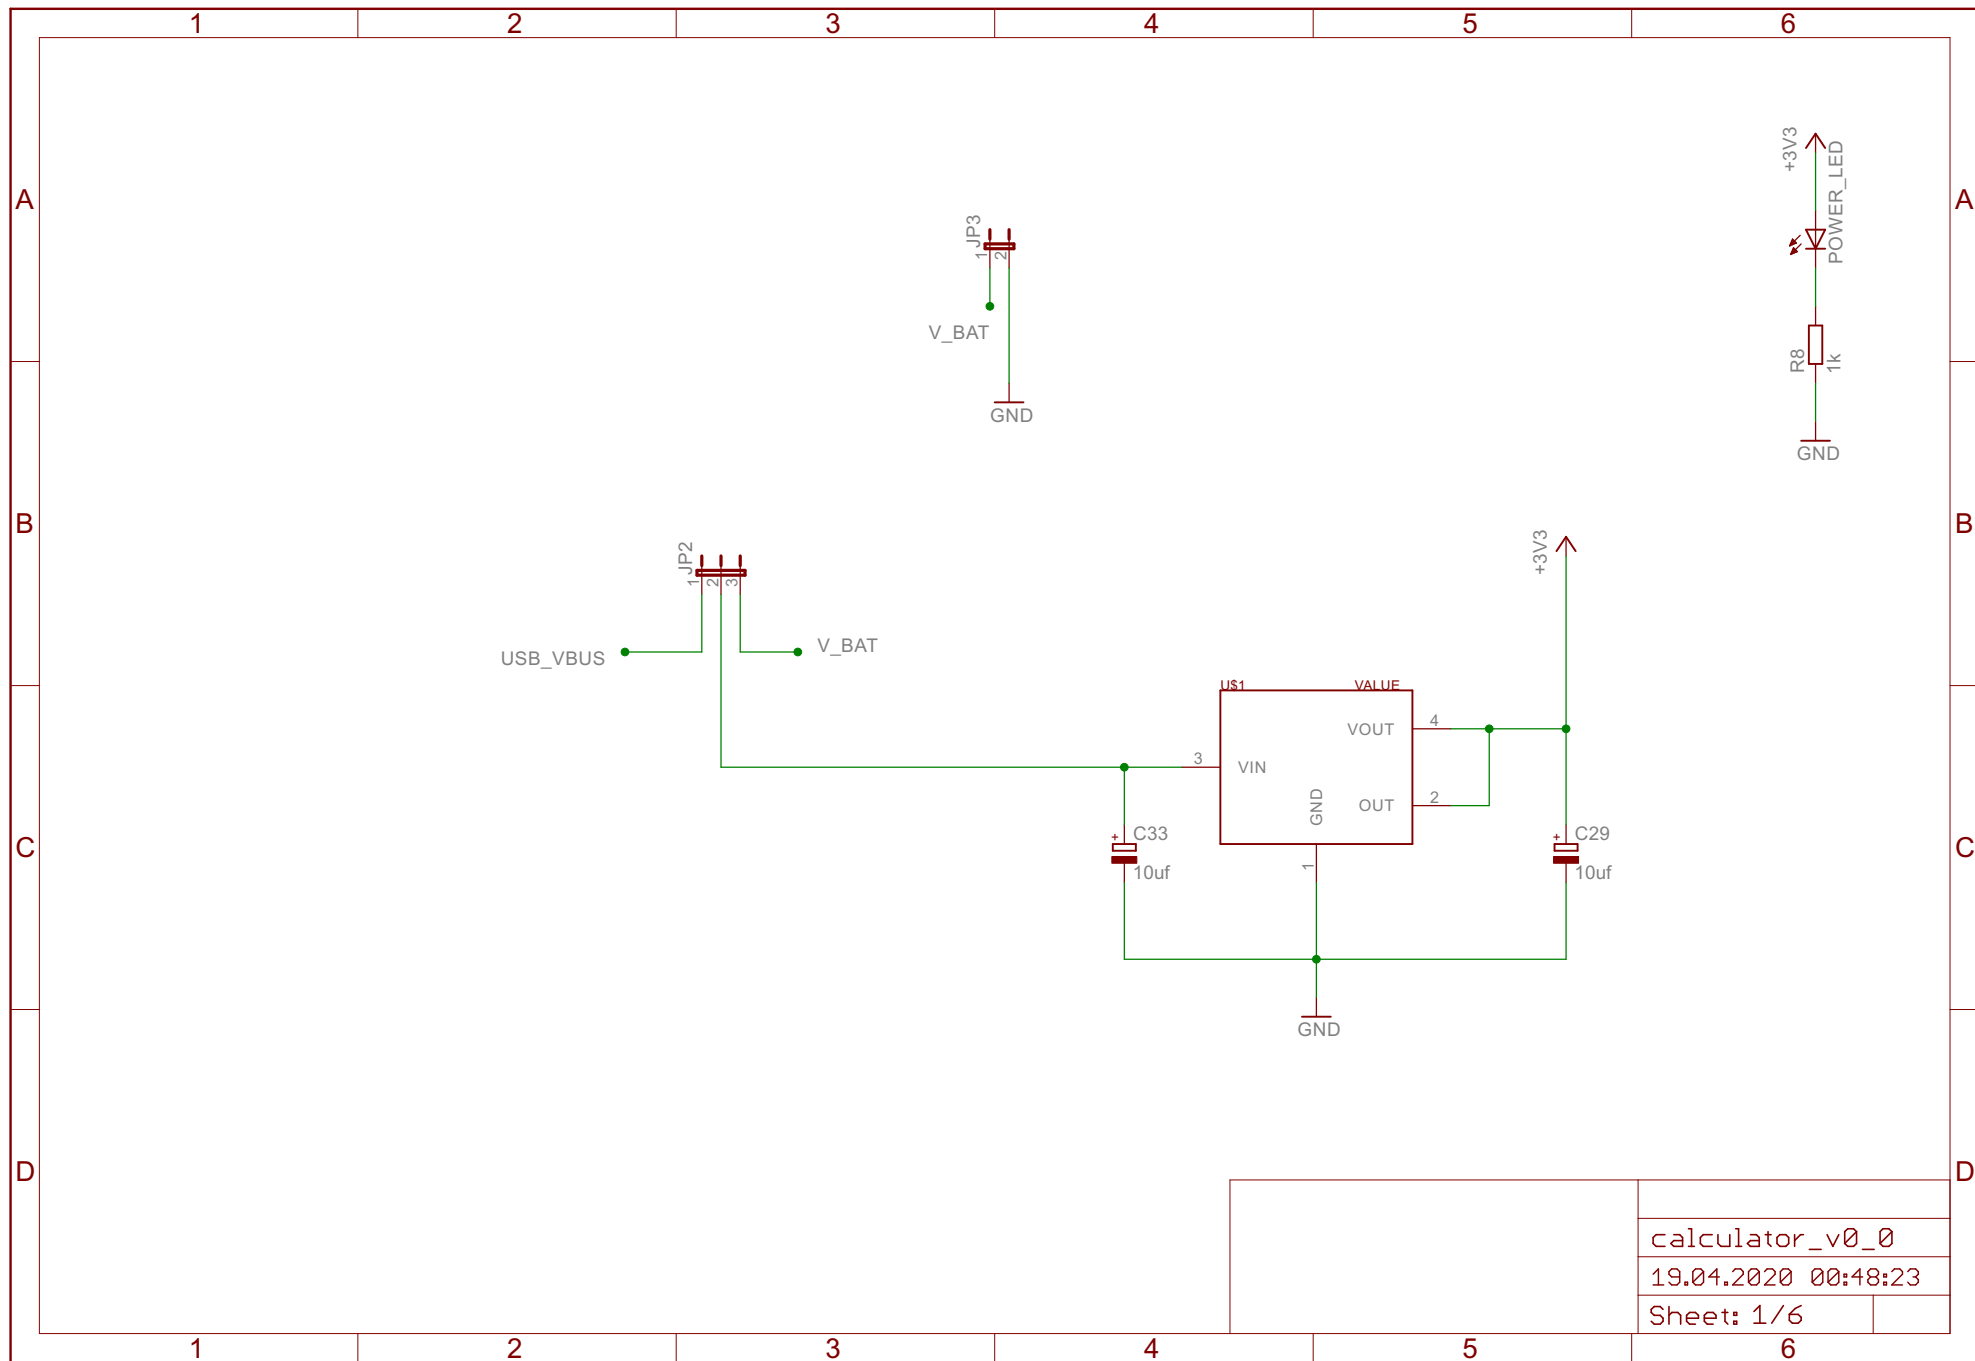 1 2 3 4 5 6
A A
+3V3
POWER_LED
JP3
1
2
V_BAT
R8
1k
GND
GND
B B
JP2
1
2
3
+3V3
USB_VBUS
V_BAT
U$1 VALUE
VOUT 4
3 VIN
GND
OUT 2
1
C C
C33
+
10uf
C29
+
10uf
GND
D D
calculator_v0_0
19.04.2020 00:48:23
Sheet: 1/6
1 2 3 4 5 6